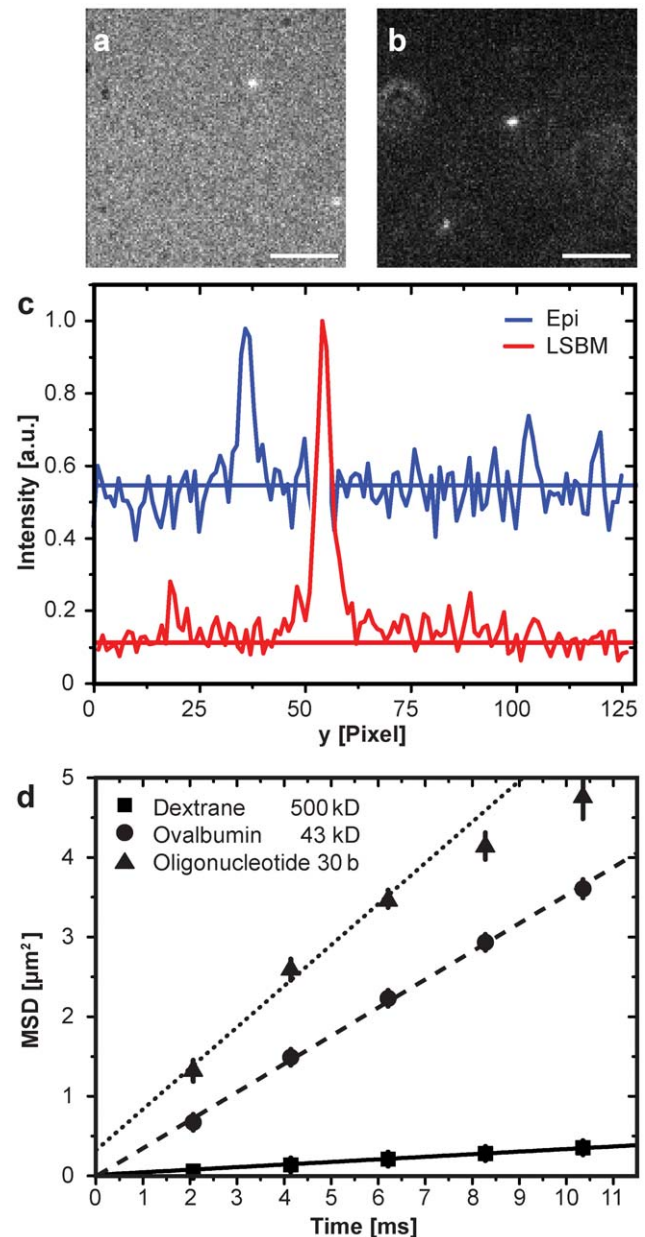 a
b
c
1.0
0.8
0.6
0.4
0.2
0
Intensity [a.u.]
Epi
LSBM
0
25
50
75
100
125
y [Pixel]
d
5
4
3
2
1
0
MSD [µm²]
Dextrane 500 kD
Ovalbumin 43 kD
Oligonucleotide 30 b
0 1 2 3 4 5 6 7 8 9 10 11
Time [ms]